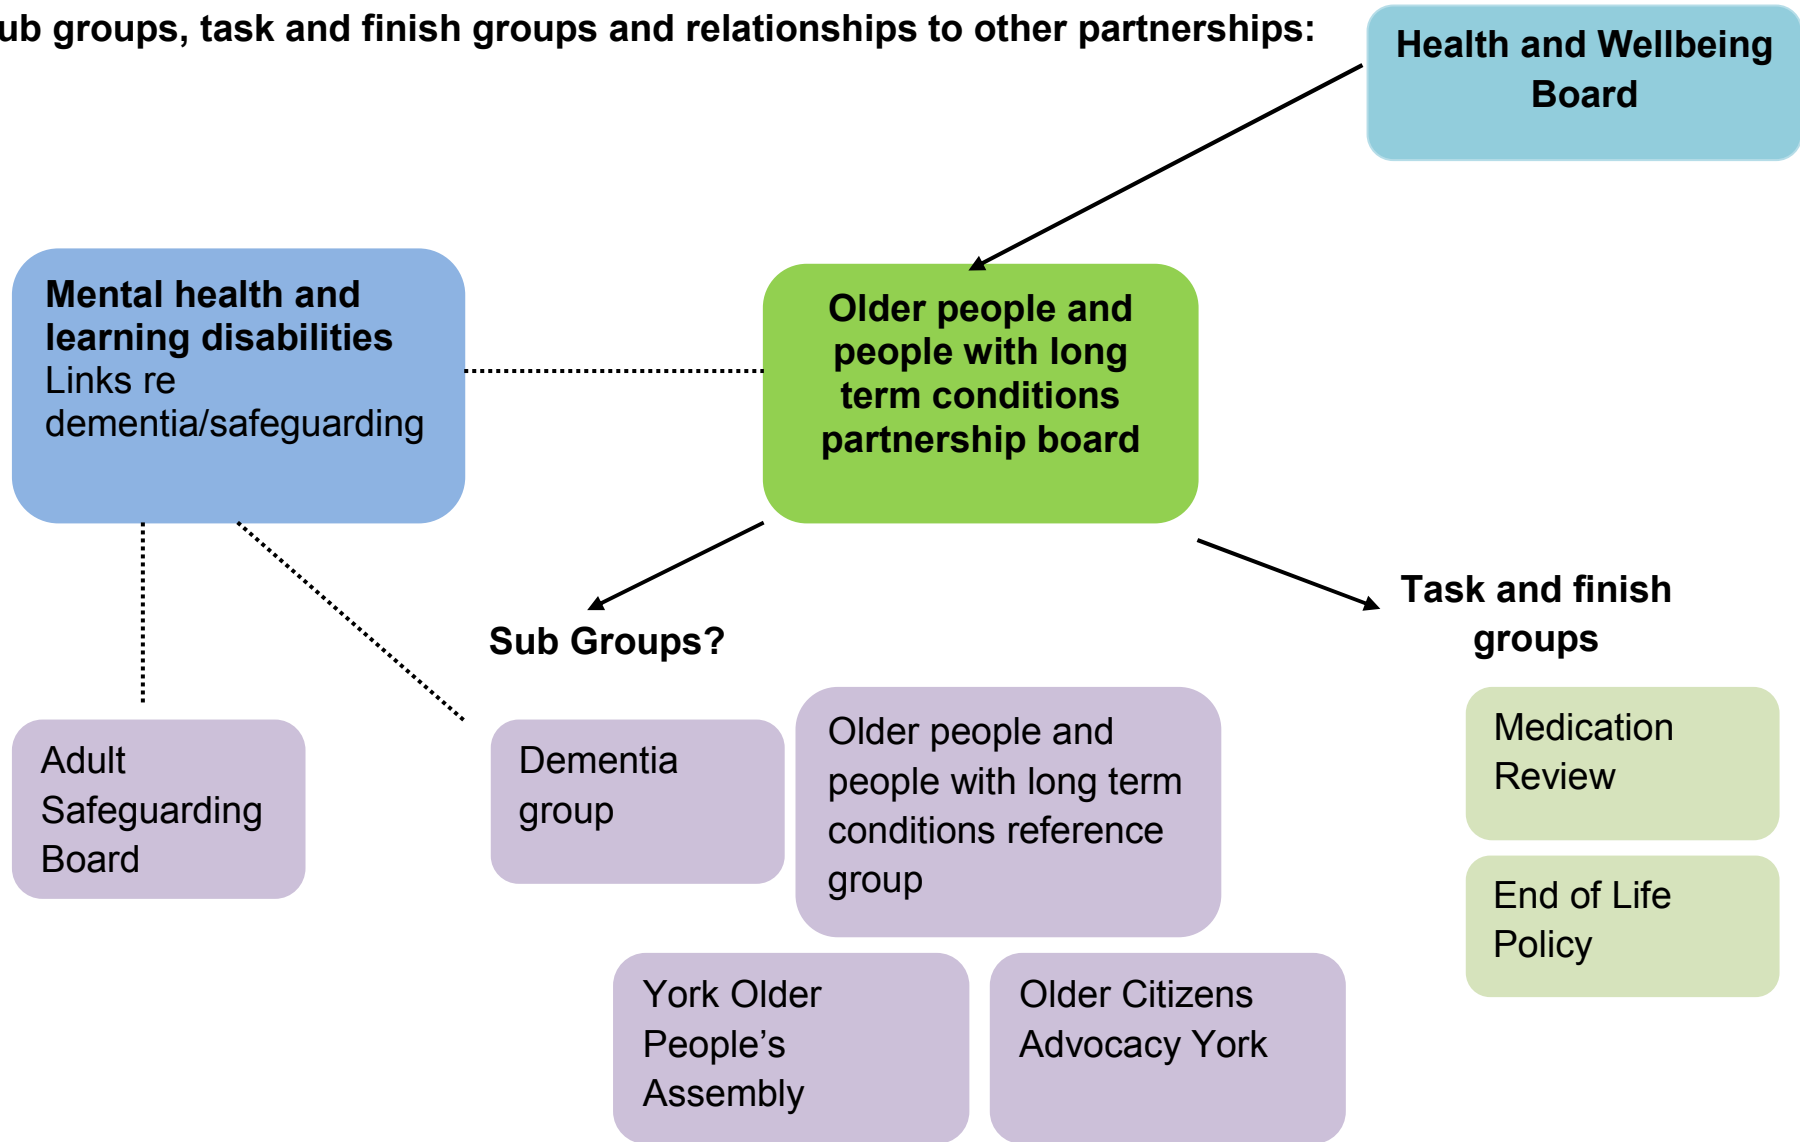 ub groups, task and finish groups and relationships to other partnerships:
Health and Wellbeing
Board
Mental health and
learning disabilities
Links re
dementia/safeguarding
Older people and
people with long
term conditions
partnership board
Sub Groups?
Task and finish
groups
Adult
Safeguarding
Board
Dementia
group
Older people and
people with long term
conditions reference
group
Medication
Review
End of Life
Policy
York Older
People’s
Assembly
Older Citizens
Advocacy York